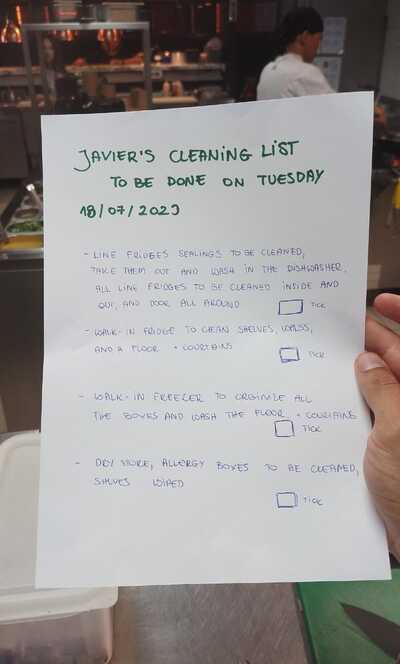 JAVIER'S CLEANING LIST
TO BE DONE ON TUESDAY
18/07/2023
- LINE FRIDGES SEALINGS TO BE CLEANED,
TAKE THEM OUT AND WASH IN THE DISHWASHER,
ALL LINE FRIDGES TO BE CLEANED INSIDE AND
OUT, AND DOOR ALL AROUND TICK
- WALK-IN FRIDGE TO CLEAN SHELVES, WALLS,
AND A FLOOR + COURTAINS
TICK
- WALK-IN FREEZER TO ORGINIZE ALL
THE BOXES AND WASH THE FLOOR + COURTAINS
TICK
- DRY STORE, ALLERGY BOXES TO BE CLEANED,
SHELVES WIPED
TICK